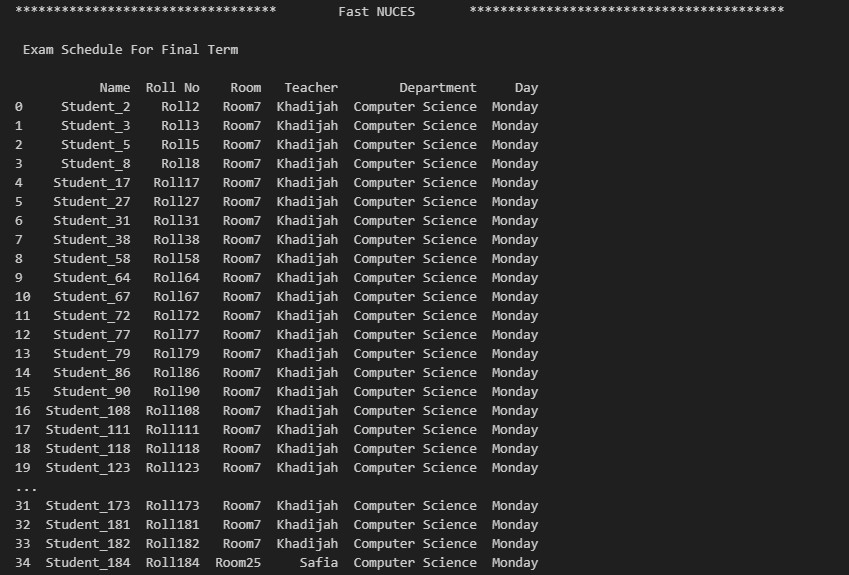 **********************************        Fast NUCES       *****************************************
Exam Schedule For Final Term
Name  Roll No    Room   Teacher        Department     Day
0     Student_2    Roll2   Room7  Khadijah  Computer Science  Monday
1     Student_3    Roll3   Room7  Khadijah  Computer Science  Monday
2     Student_5    Roll5   Room7  Khadijah  Computer Science  Monday
3     Student_8    Roll8   Room7  Khadijah  Computer Science  Monday
4    Student_17   Roll17   Room7  Khadijah  Computer Science  Monday
5    Student_27   Roll27   Room7  Khadijah  Computer Science  Monday
6    Student_31   Roll31   Room7  Khadijah  Computer Science  Monday
7    Student_38   Roll38   Room7  Khadijah  Computer Science  Monday
8    Student_58   Roll58   Room7  Khadijah  Computer Science  Monday
9    Student_64   Roll64   Room7  Khadijah  Computer Science  Monday
10   Student_67   Roll67   Room7  Khadijah  Computer Science  Monday
11   Student_72   Roll72   Room7  Khadijah  Computer Science  Monday
12   Student_77   Roll77   Room7  Khadijah  Computer Science  Monday
13   Student_79   Roll79   Room7  Khadijah  Computer Science  Monday
14   Student_86   Roll86   Room7  Khadijah  Computer Science  Monday
15   Student_90   Roll90   Room7  Khadijah  Computer Science  Monday
16  Student_108  Roll108   Room7  Khadijah  Computer Science  Monday
17  Student_111  Roll111   Room7  Khadijah  Computer Science  Monday
18  Student_118  Roll118   Room7  Khadijah  Computer Science  Monday
19  Student_123  Roll123   Room7  Khadijah  Computer Science  Monday
...
31  Student_173  Roll173   Room7  Khadijah  Computer Science  Monday
32  Student_181  Roll181   Room7  Khadijah  Computer Science  Monday
33  Student_182  Roll182   Room7  Khadijah  Computer Science  Monday
34  Student_184  Roll184  Room25     Safia  Computer Science  Monday